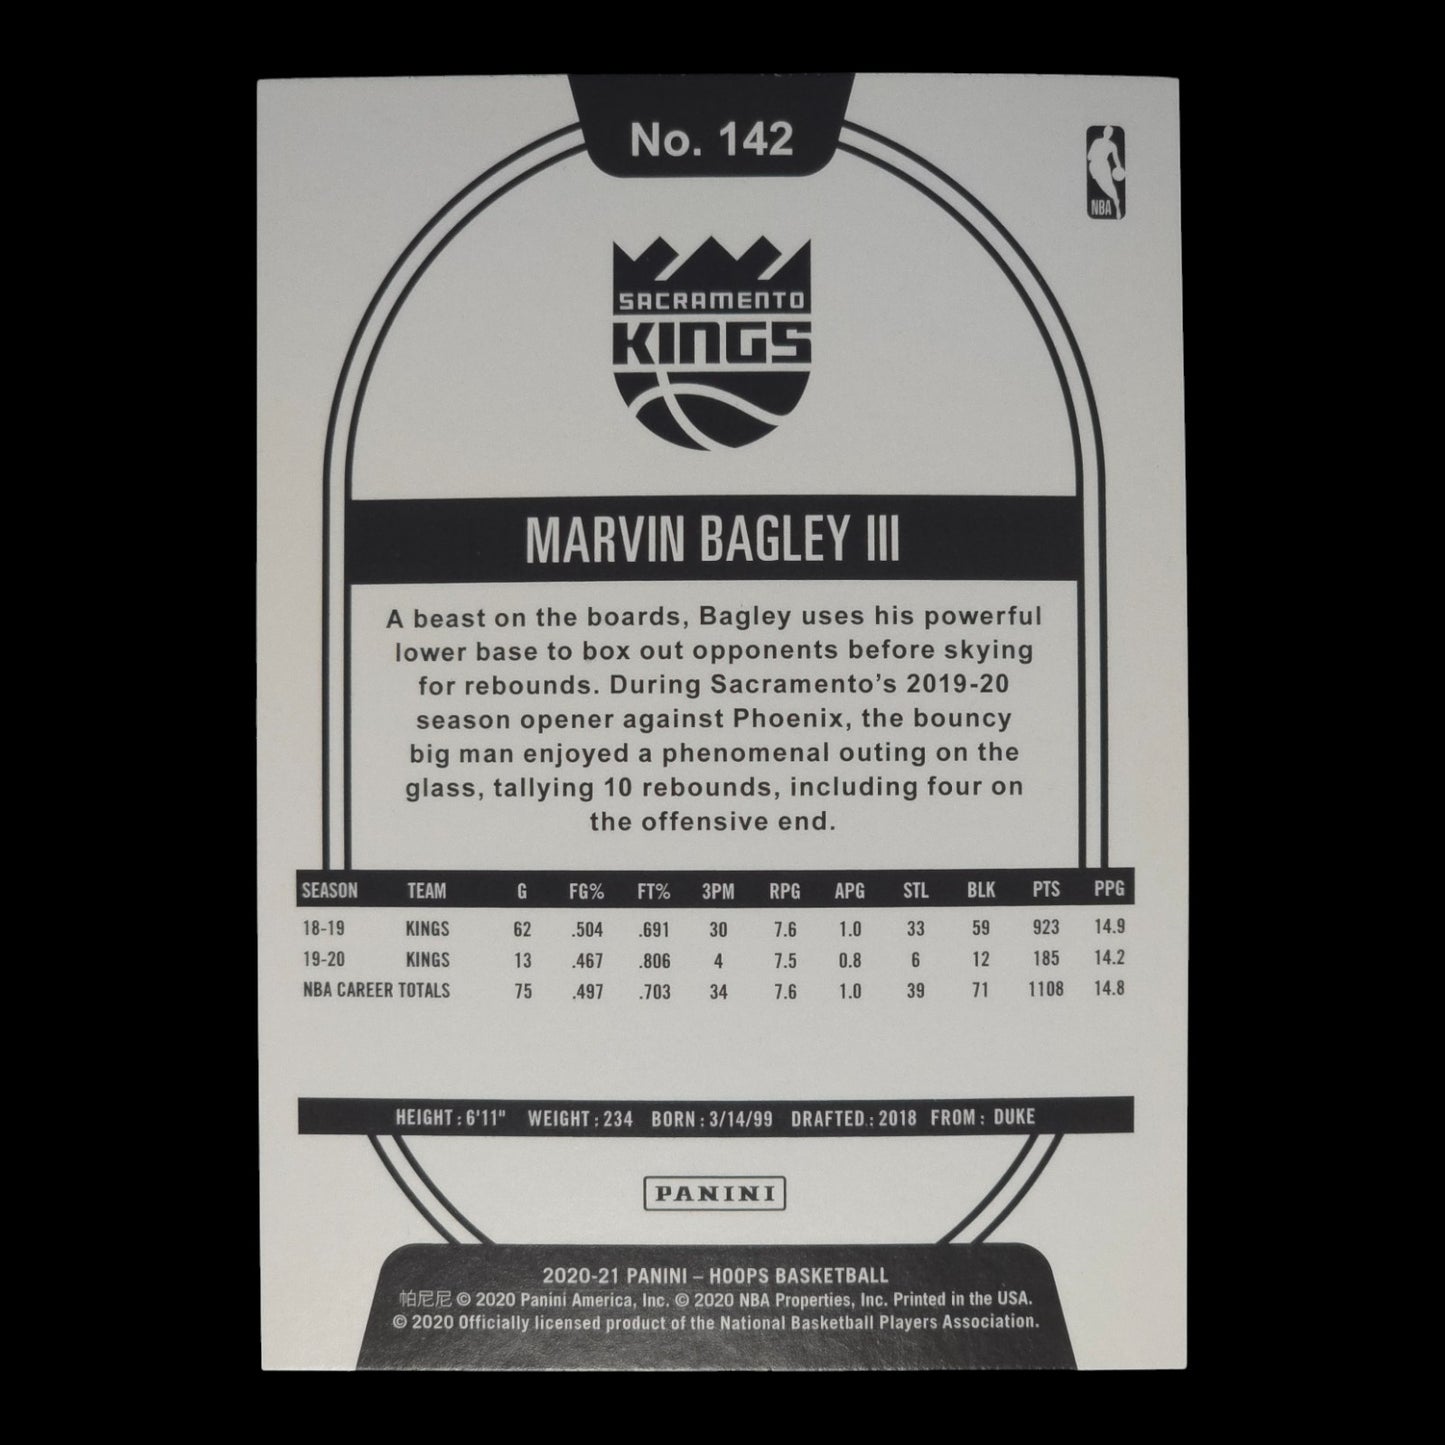 No. 142
NBA
SACRAMENTO
KINGS
MARVIN BAGLEY III
A beast on the boards, Bagley uses his powerful
lower base to box out opponents before skying
for rebounds. During Sacramento's 2019-20
season opener against Phoenix, the bouncy
big man enjoyed a phenomenal outing on the
glass, tallying 10 rebounds, including four on
the offensive end.
SEASON TEAM G FG% FT% 3PM RPG APG STL BLK PTS PPG
18-19 KINGS 62 .504 .691 30 7.6 1.0 33 59 923 14.9
19-20 KINGS 13 .467 .806 4 7.5 0.8 6 12 185 14.2
NBA CAREER TOTALS 75 .497 .703 34 7.6 1.0 39 71 1108 14.8
HEIGHT : 6'11" WEIGHT : 234 BORN : 3/14/99 DRAFTED : 2018 FROM : DUKE
PANINI
2020-21 PANINI – HOOPS BASKETBALL
帕尼尼 © 2020 Panini America, Inc. © 2020 NBA Properties, Inc. Printed in the USA.
© 2020 Officially licensed product of the National Basketball Players Association.